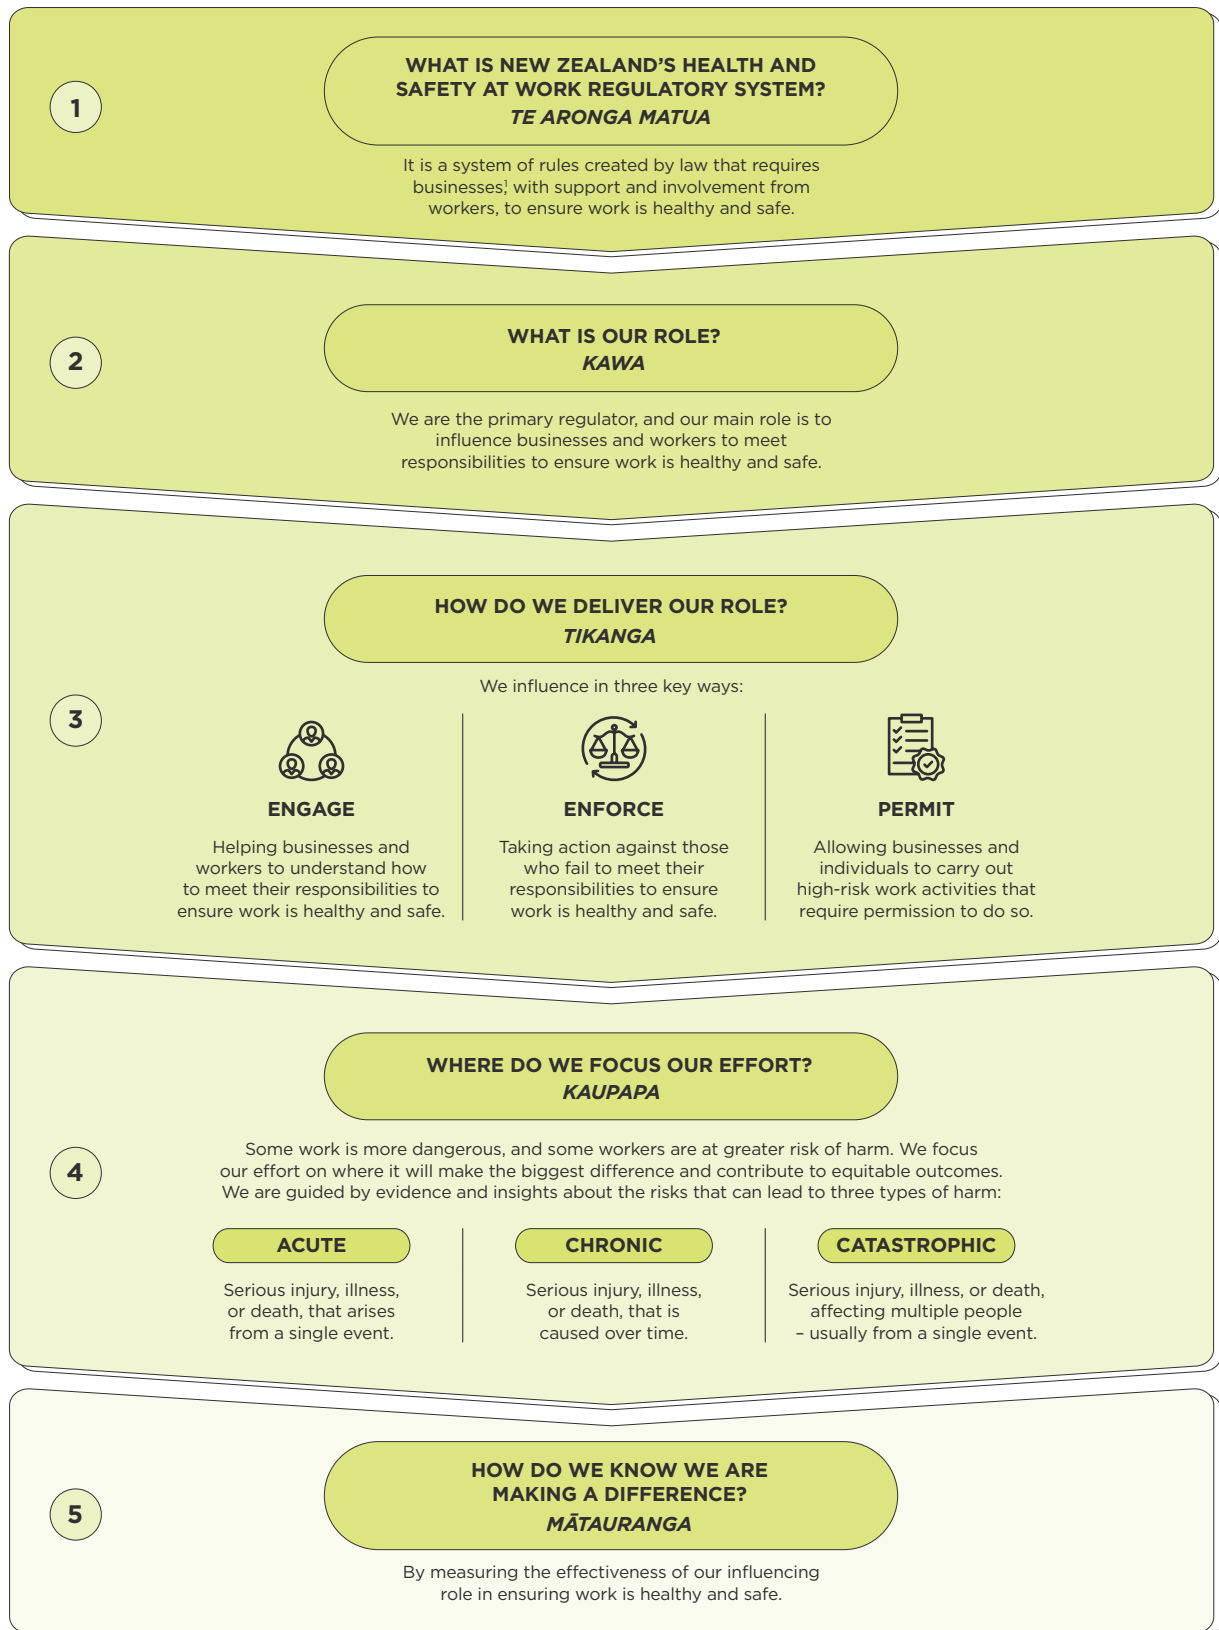 1
WHAT IS NEW ZEALAND'S HEALTH AND
SAFETY AT WORK REGULATORY SYSTEM?
TE ARONGA MATUA
It is a system of rules created by law that requires
businesses,¹ with support and involvement from
workers, to ensure work is healthy and safe.
2
WHAT IS OUR ROLE?
KAWA
We are the primary regulator, and our main role is to
influence businesses and workers to meet
responsibilities to ensure work is healthy and safe.
3
HOW DO WE DELIVER OUR ROLE?
TIKANGA
We influence in three key ways:
ENGAGE
Helping businesses and
workers to understand how
to meet their responsibilities to
ensure work is healthy and safe.
ENFORCE
Taking action against those
who fail to meet their
responsibilities to ensure
work is healthy and safe.
PERMIT
Allowing businesses and
individuals to carry out
high-risk work activities that
require permission to do so.
4
WHERE DO WE FOCUS OUR EFFORT?
KAUPAPA
Some work is more dangerous, and some workers are at greater risk of harm. We focus
our effort on where it will make the biggest difference and contribute to equitable outcomes.
We are guided by evidence and insights about the risks that can lead to three types of harm:
ACUTE
Serious injury, illness,
or death, that arises
from a single event.
CHRONIC
Serious injury, illness,
or death, that is
caused over time.
CATASTROPHIC
Serious injury, illness, or death,
affecting multiple people
– usually from a single event.
5
HOW DO WE KNOW WE ARE
MAKING A DIFFERENCE?
MĀTAURANGA
By measuring the effectiveness of our influencing
role in ensuring work is healthy and safe.